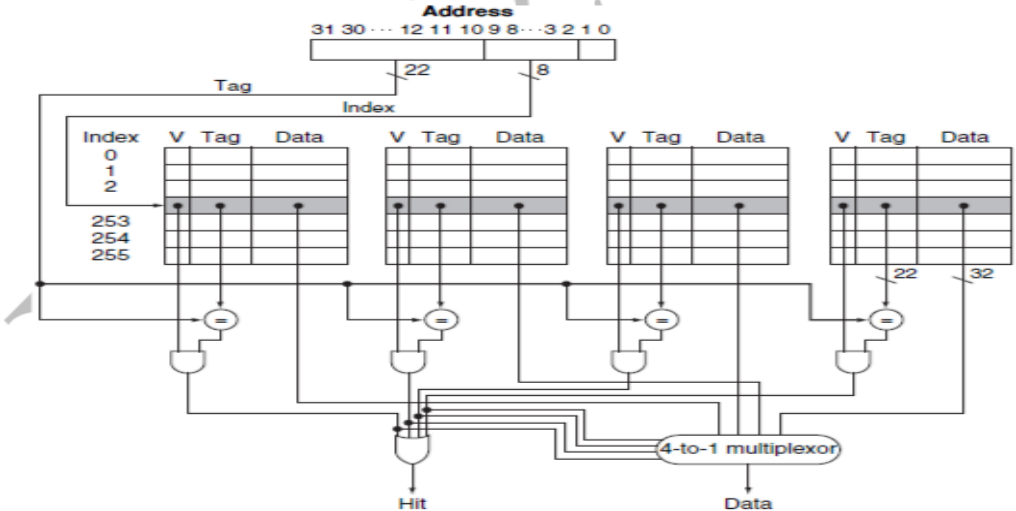 Address
31 30 ··· 12 11 10 9 8···3 2 1 0
22
8
Tag
Index
Index V Tag Data V Tag Data V Tag Data V Tag Data
0
1
2
253
254
255
22 32
= = = =
4-to-1 multiplexor
Hit Data